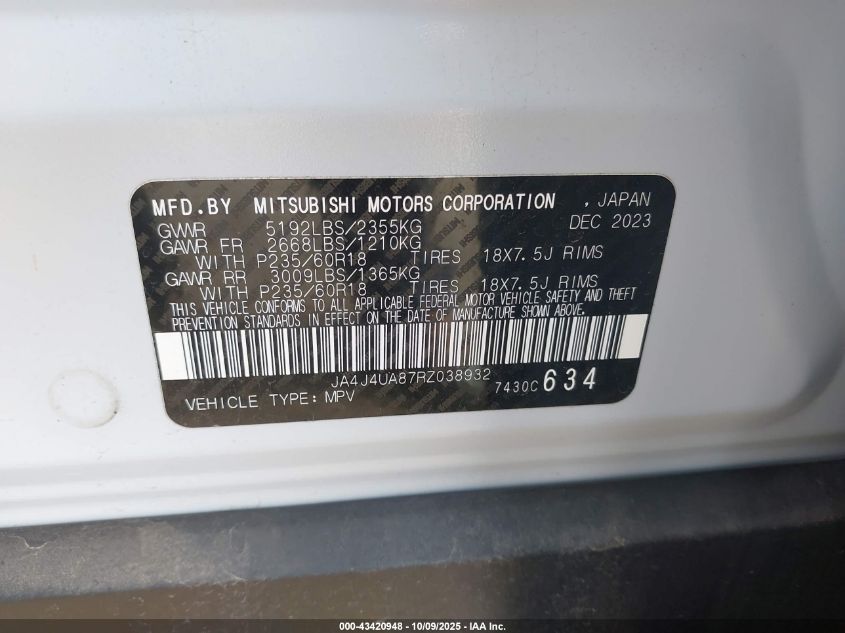 MFD.BY MITSUBISHI MOTORS CORPORATION , JAPAN
GVWR 5192LBS/2355KG DEC 2023
GAWR FR 2668LBS/1210KG
WITH P235/60R18 TIRES 18X7.5J RIMS
GAWR RR 3009LBS/1365KG
WITH P235/60R18 TIRES 18X7.5J RIMS
THIS VEHICLE CONFORMS TO ALL APPLICABLE FEDERAL MOTOR VEHICLE SAFETY AND THEFT
PREVENTION STANDARDS IN EFFECT ON THE DATE OF MANUFACTURE SHOWN ABOVE.
JA4J4UA87RZ038932
VEHICLE TYPE: MPV 7430C 634
000-43420948 - 10/09/2025 - IAA Inc.